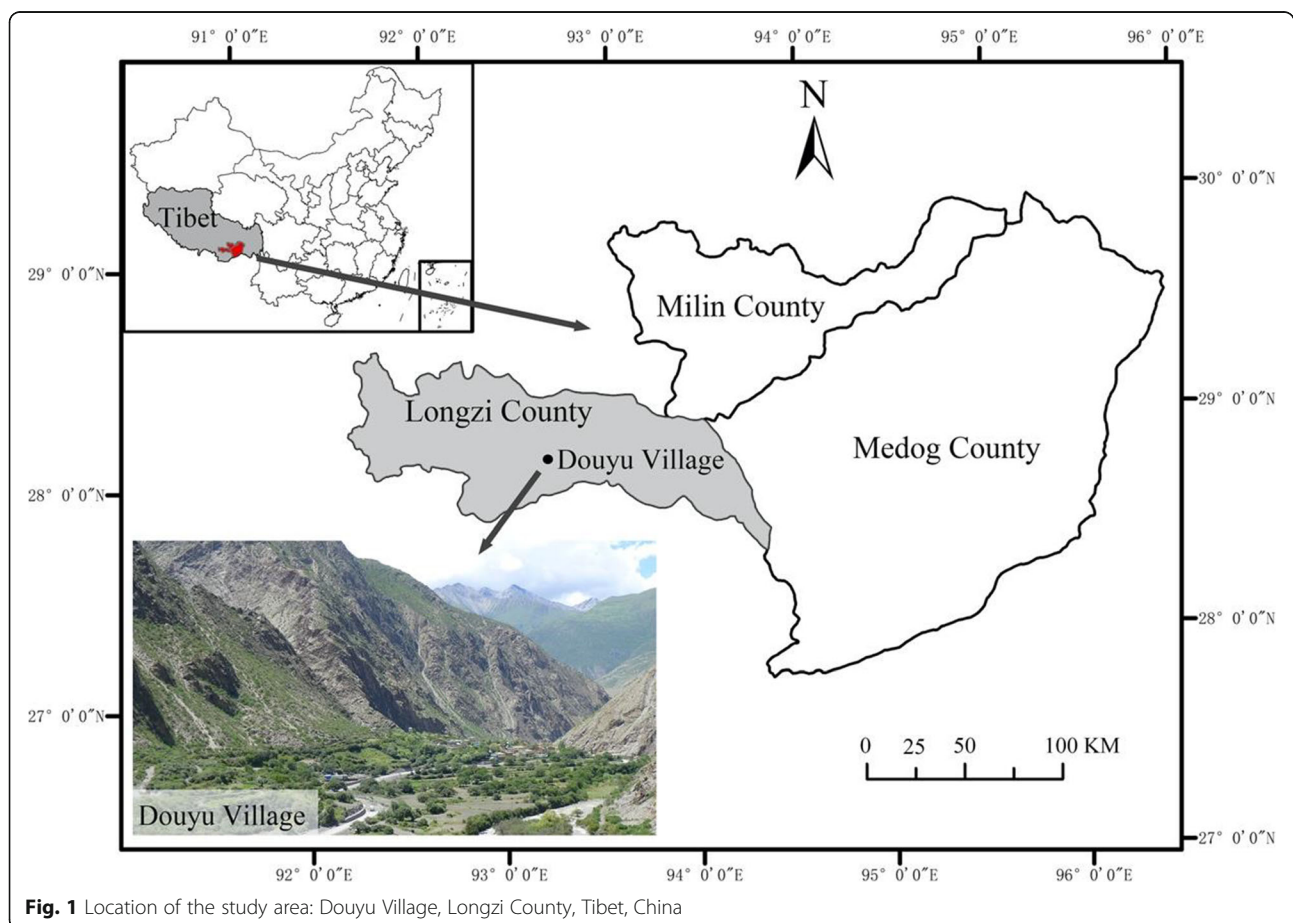 91° 0′0″E
92° 0′0″E
93° 0′0″E
94° 0′0″E
95° 0′0″E
96° 0′0″E
N
Tibet
30° 0′0″N
29° 0′0″N
Milin County
Longzi County
29° 0′0″N
Medog County
Douyu Village
28° 0′0″N
28° 0′0″N
27° 0′0″N
0 25 50 100 KM
Douyu Village
27° 0′0″N
92° 0′0″E
93° 0′0″E
94° 0′0″E
95° 0′0″E
96° 0′0″E
Fig. 1 Location of the study area: Douyu Village, Longzi County, Tibet, China